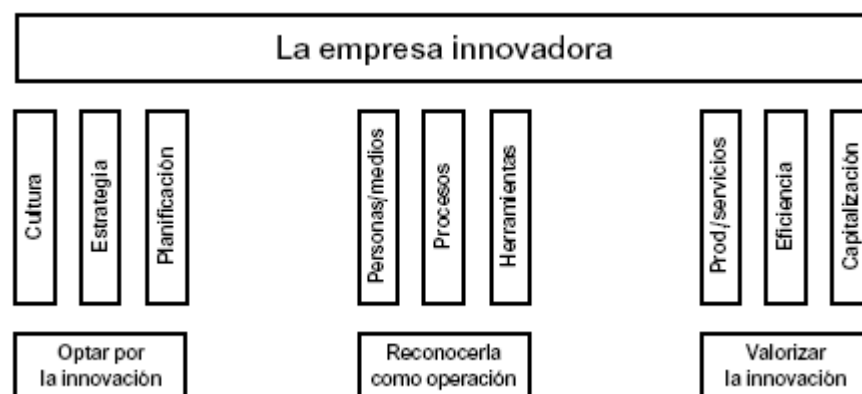 La empresa innovadora
Cultura
Estrategia
Planificación
Personas/medios
Procesos
Herramientas
Prod/servicios
Eficiencia
Capitalización
Optar por
la innovación
Reconocerla
como operación
Valorizar
la innovación